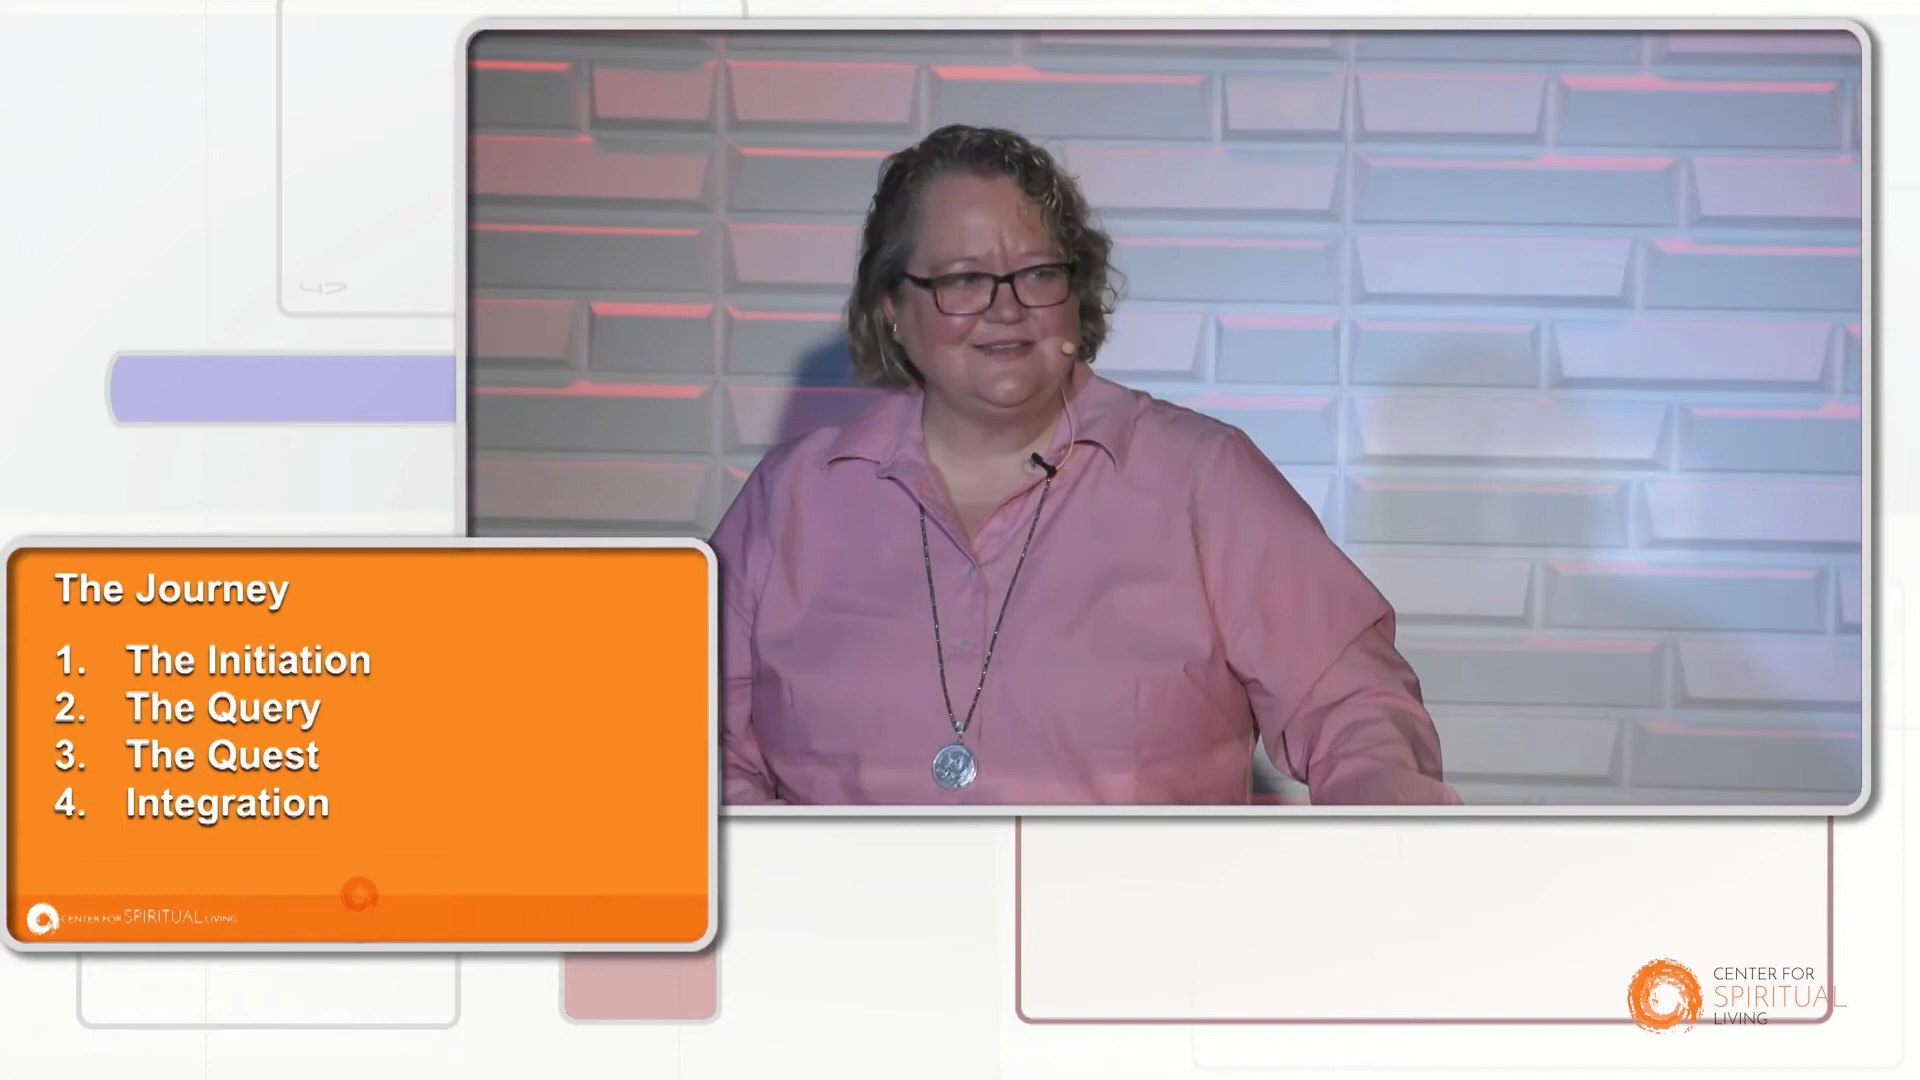 The Journey
1. The Initiation
2. The Query
3. The Quest
4. Integration
CENTER FOR SPIRITUAL LIVING
CENTER FOR
SPIRITUAL
LIVING